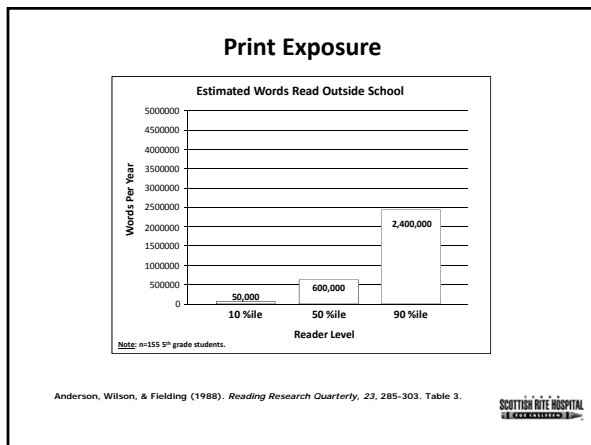 Print Exposure
Estimated Words Read Outside School
5000000
4500000
4000000
3500000
3000000
2500000
2000000
1500000
1000000
500000
0
Words Per Year
50,000
600,000
2,400,000
10 %ile 50 %ile 90 %ile
Reader Level
Note: n=155 5th grade students.
Anderson, Wilson, & Fielding (1988). Reading Research Quarterly, 23, 285-303. Table 3.
SCOTTISH RITE HOSPITAL
FOR CHILDREN